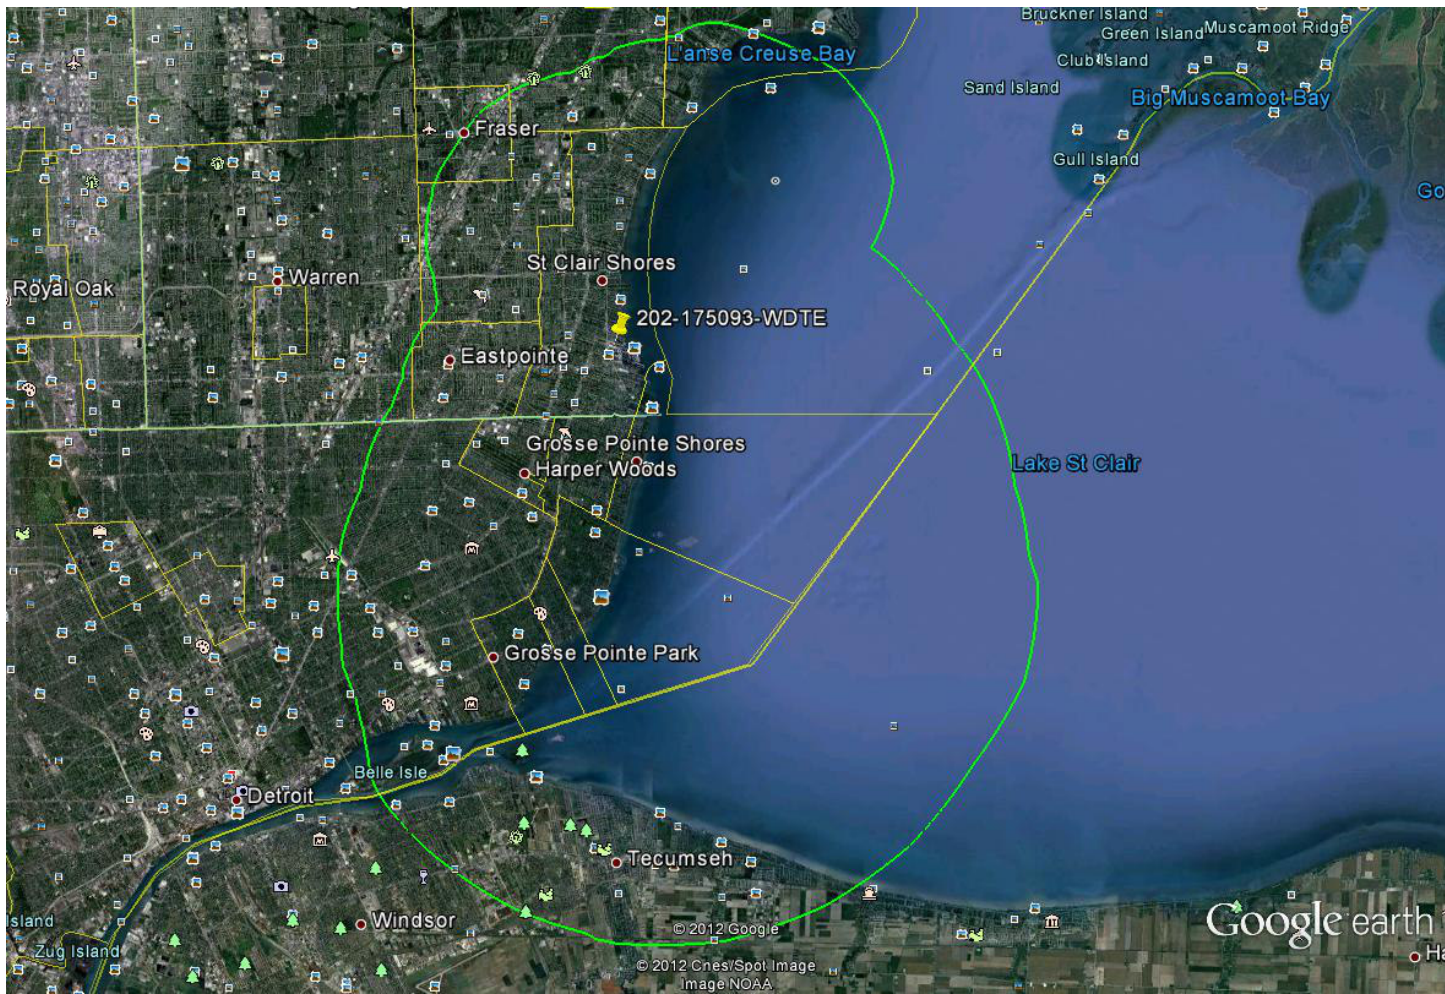 Bruckner Island
Green Island
Muscamoot Ridge
L'anse Creuse Bay
Club Island
Sand Island
Big Muscamoot Bay
Fraser
Gull Island
Go
St Clair Shores
Warren
Royal Oak
202-175093-WDTE
Eastpointe
Grosse Pointe Shores
Harper Woods
Lake St Clair
Grosse Pointe Park
Belle Isle
Detroit
Tecumseh
Island
Windsor
© 2012 Google
Google earth
Zug Island
Ha
© 2012 Cnes/Spot Image
Image NOAA